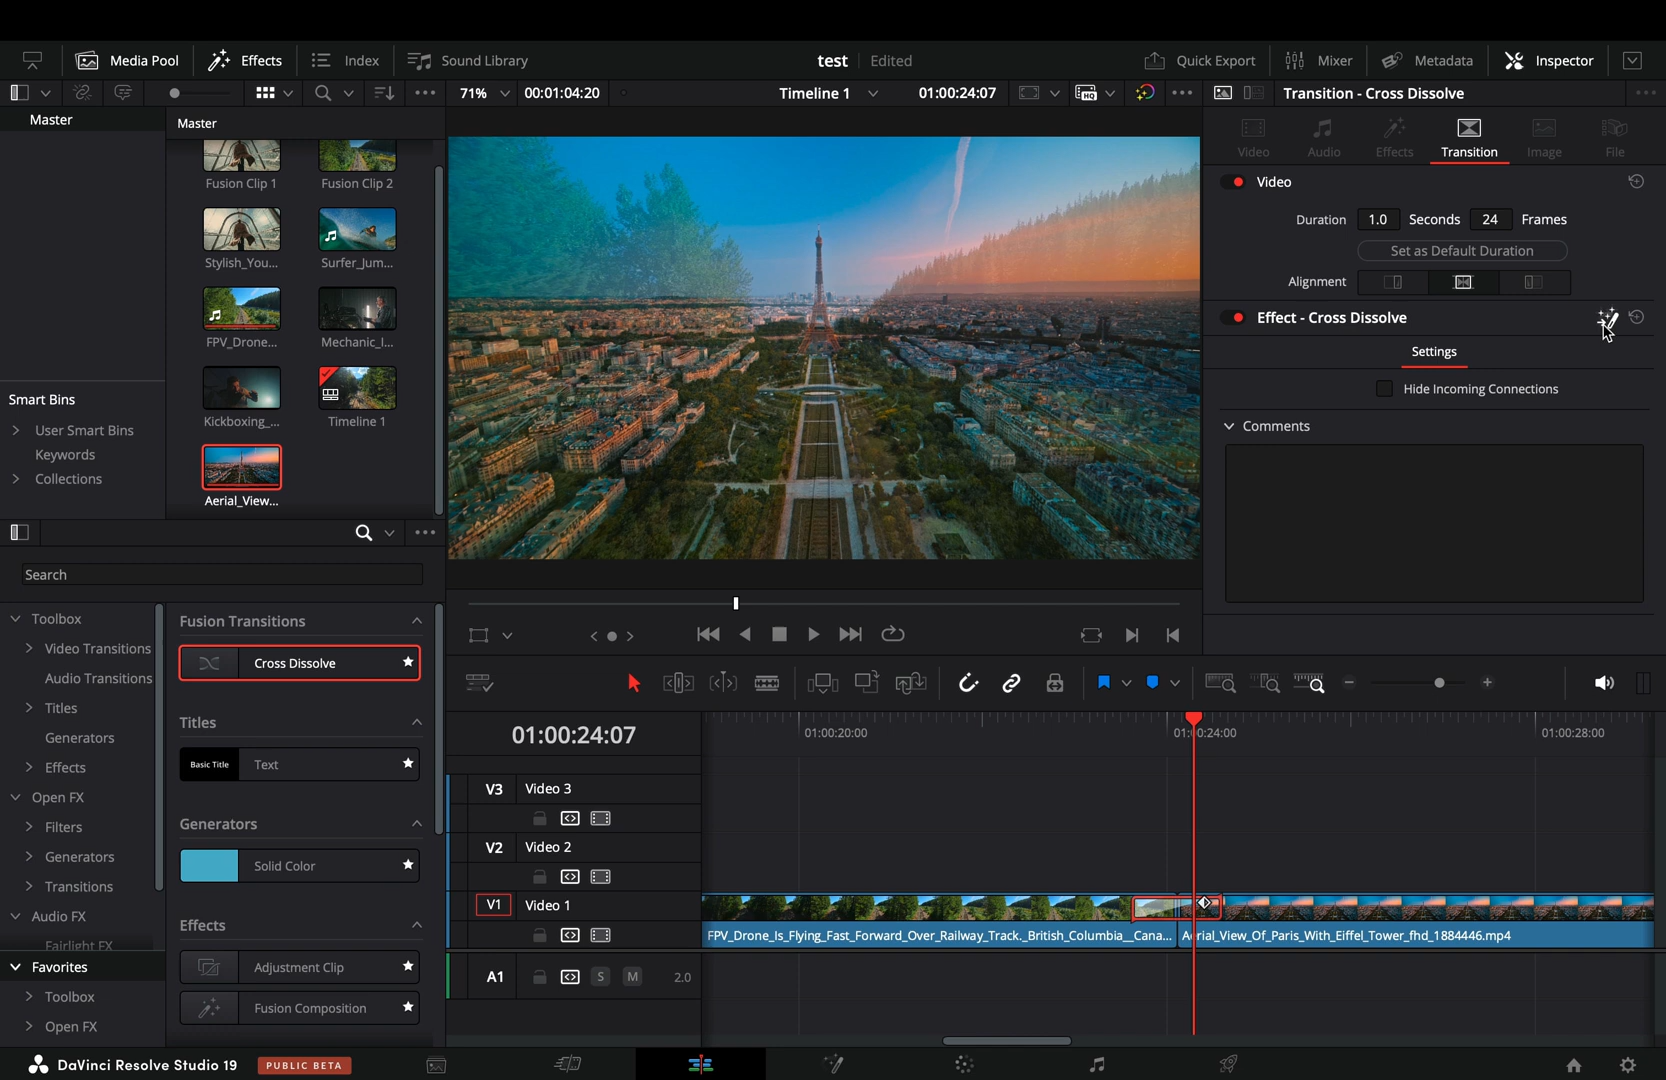 Media Pool
Effects
Index
Sound Library
test
Edited
Quick Export
Mixer
Metadata
Inspector
71%
00:01:04:20
Timeline 1
01:00:24:07
Transition - Cross Dissolve
Master
Master
Fusion Clip 1
Fusion Clip 2
Stylish_You...
Surfer_Jum...
FPV_Drone...
Mechanic_I...
Kickboxing_...
Timeline 1
Aerial_View...
Smart Bins
User Smart Bins
Keywords
Collections
Video
Audio
Effects
Transition
Image
File
Video
Duration 1.0 Seconds 24 Frames
Set as Default Duration
Alignment
Effect - Cross Dissolve
Settings
Hide Incoming Connections
Comments
Search
Toolbox
Video Transitions
Audio Transitions
Titles
Generators
Effects
Open FX
Filters
Generators
Transitions
Audio FX
Fairlight FX
Favorites
Toolbox
Open FX
Fusion Transitions
Cross Dissolve
Titles
Basic Title
Text
Generators
Solid Color
Effects
Adjustment Clip
Fusion Composition
01:00:24:07
01:00:20:00
01:00:24:00
01:00:28:00
V3 Video 3
V2 Video 2
V1 Video 1
FPV_Drone_Is_Flying_Fast_Forward_Over_Railway_Track._British_Columbia__Cana...
Aerial_View_Of_Paris_With_Eiffel_Tower_fhd_1884446.mp4
A1 S M 2.0
DaVinci Resolve Studio 19
PUBLIC BETA